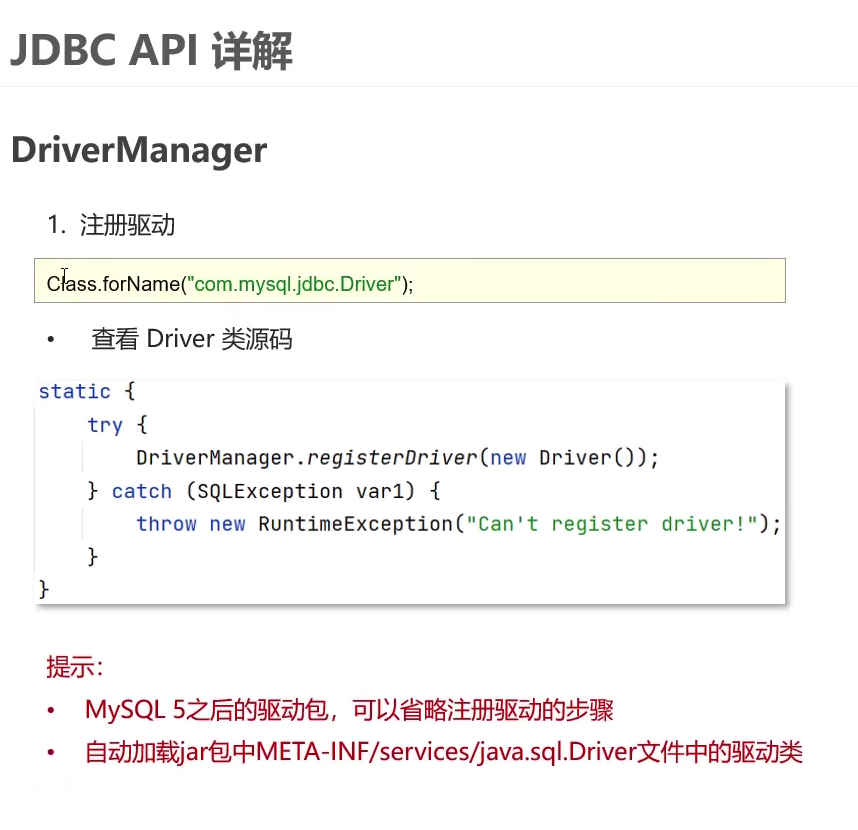 JDBC API 详解
DriverManager
1. 注册驱动
Class.forName("com.mysql.jdbc.Driver");
• 查看 Driver 类源码
static {
    try {
        DriverManager.registerDriver(new Driver());
    } catch (SQLException var1) {
        throw new RuntimeException("Can't register driver!");
    }
}
提示：
• MySQL 5之后的驱动包，可以省略注册驱动的步骤
• 自动加载jar包中META-INF/services/java.sql.Driver文件中的驱动类